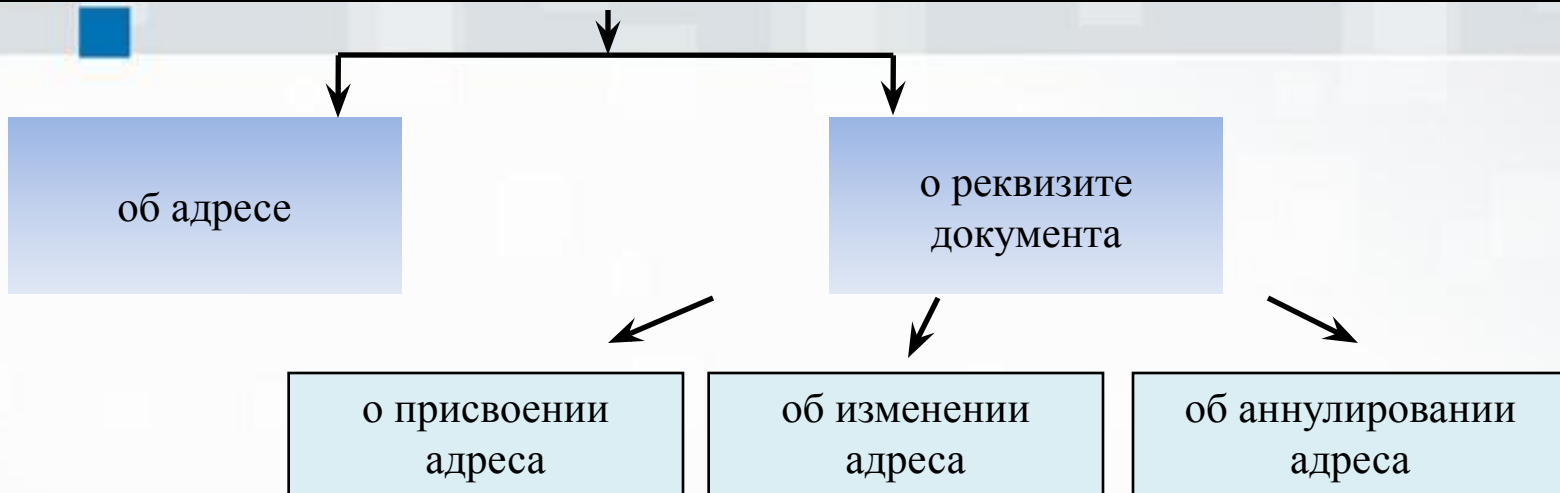 об адресе
о реквизите
документа
о присвоении
адреса
об изменении
адреса
об аннулировании
адреса